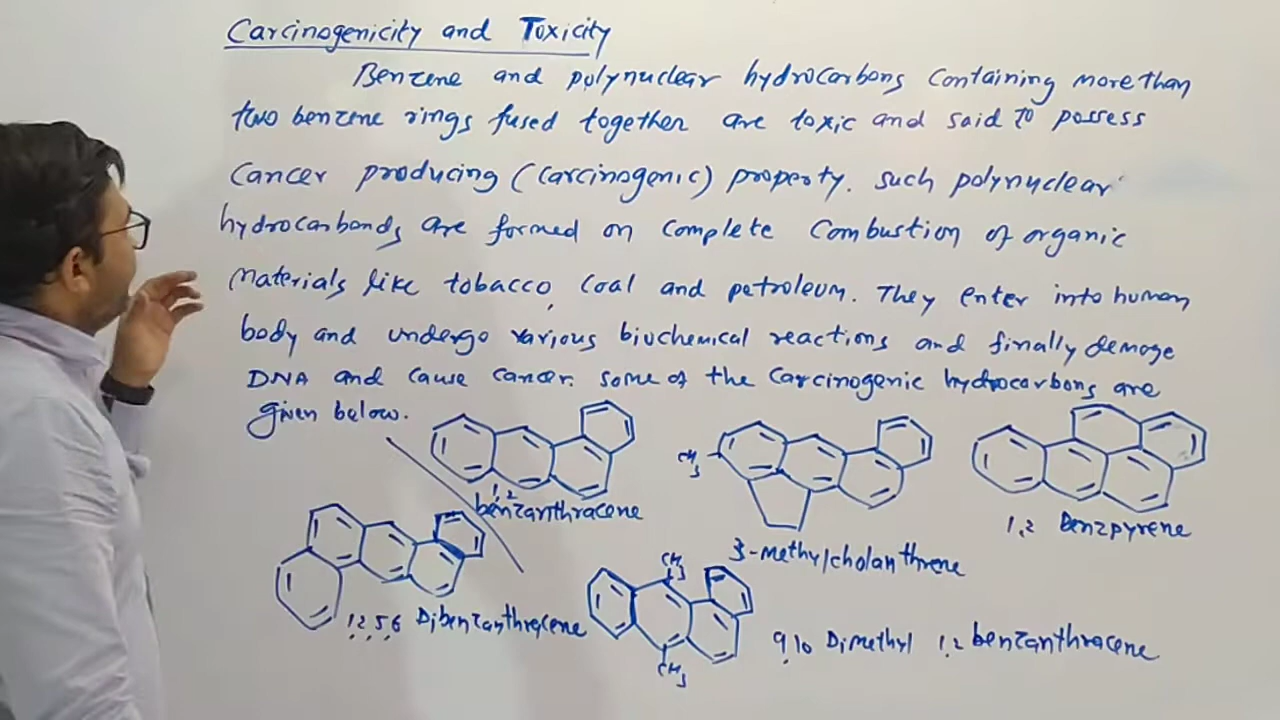 Carcinogenicity and Toxicity
Benzene and polynuclear hydrocarbons containing more than
two benzene rings fused together are toxic and said to possess
cancer producing (carcinogenic) property. such polynuclear
hydrocarbonds are formed on complete combustion of organic
materials like tobacco, coal and petroleum. They enter into human
body and undergo various biochemical reactions and finally demage
DNA and cause cancer. some of the carcinogenic hydrocarbons are
given below.
1,2
benzanthracene
CH3
3-methylcholanthrene
1,2 Benzpyrene
1,2,5,6 Dibenzanthracene
CH3
CH3
9,10 Dimethyl 1,2 benzanthracene